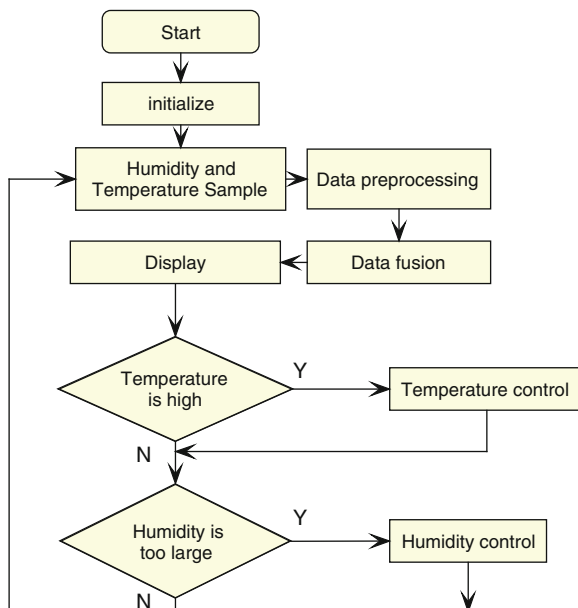 Start
initialize
Humidity and
Temperature Sample
Data preprocessing
Display
Data fusion
Temperature
is high
Y
Temperature control
N
Humidity is
too large
Y
Humidity control
N